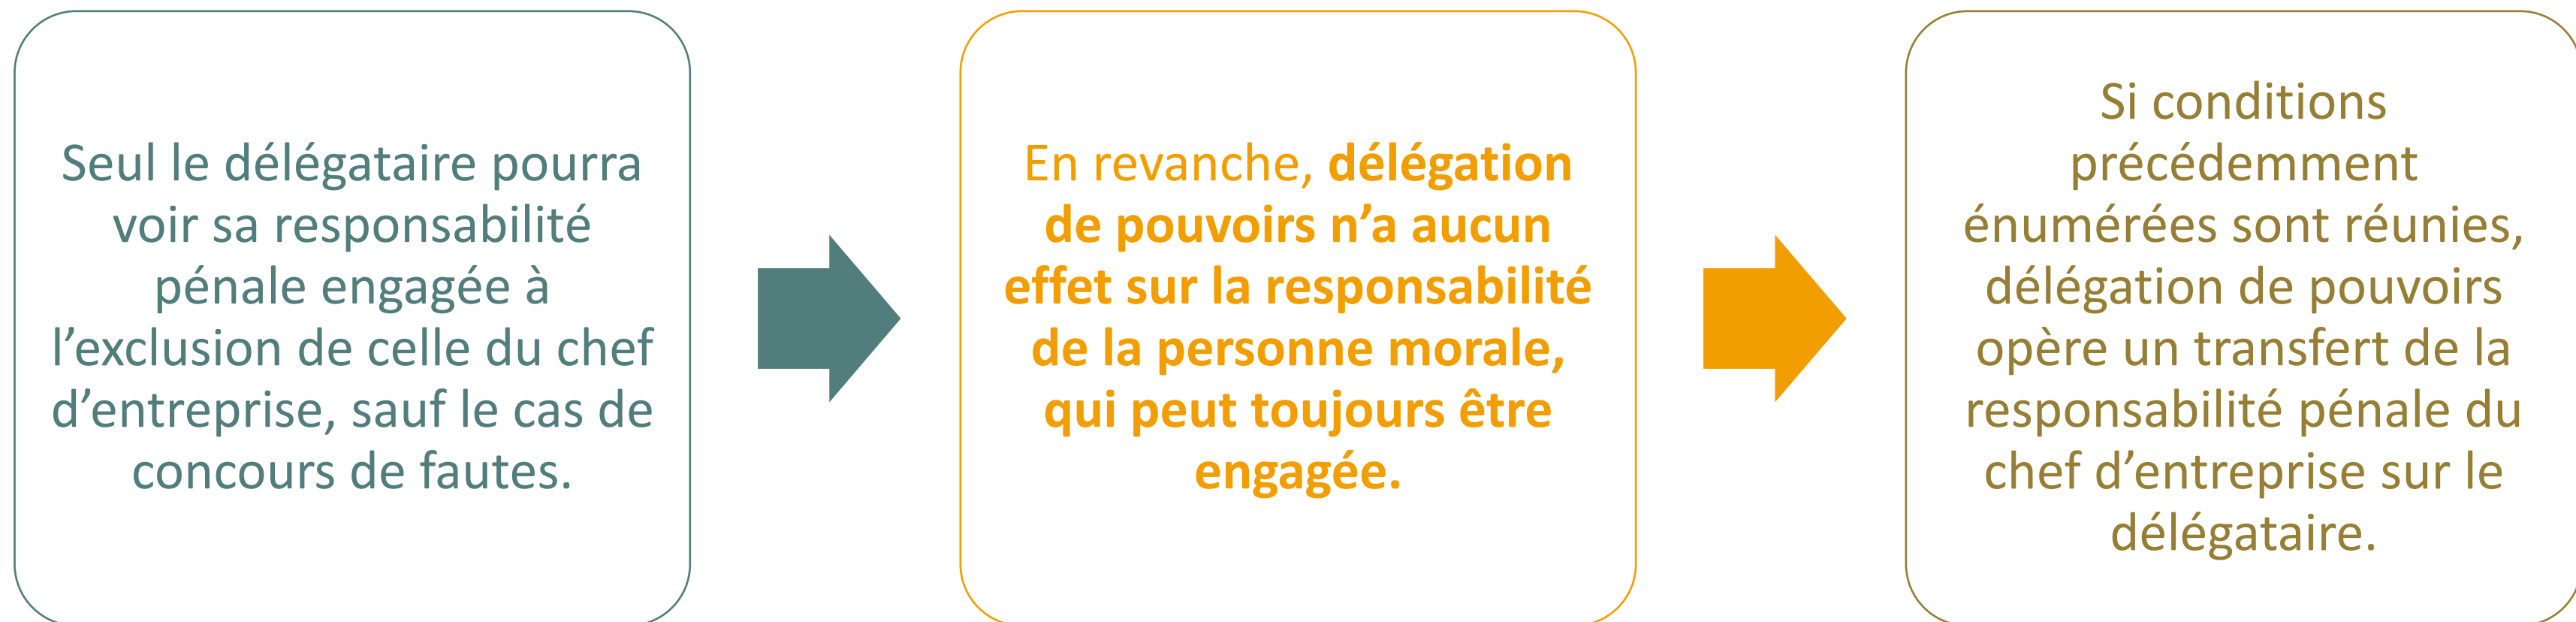 Seul le délégataire pourra
voir sa responsabilité
pénale engagée à
l’exclusion de celle du chef
d’entreprise, sauf le cas de
concours de fautes.
En revanche, délégation
de pouvoirs n’a aucun
effet sur la responsabilité
de la personne morale,
qui peut toujours être
engagée.
Si conditions
précédemment
énumérées sont réunies,
délégation de pouvoirs
opère un transfert de la
responsabilité pénale du
chef d’entreprise sur le
délégataire.